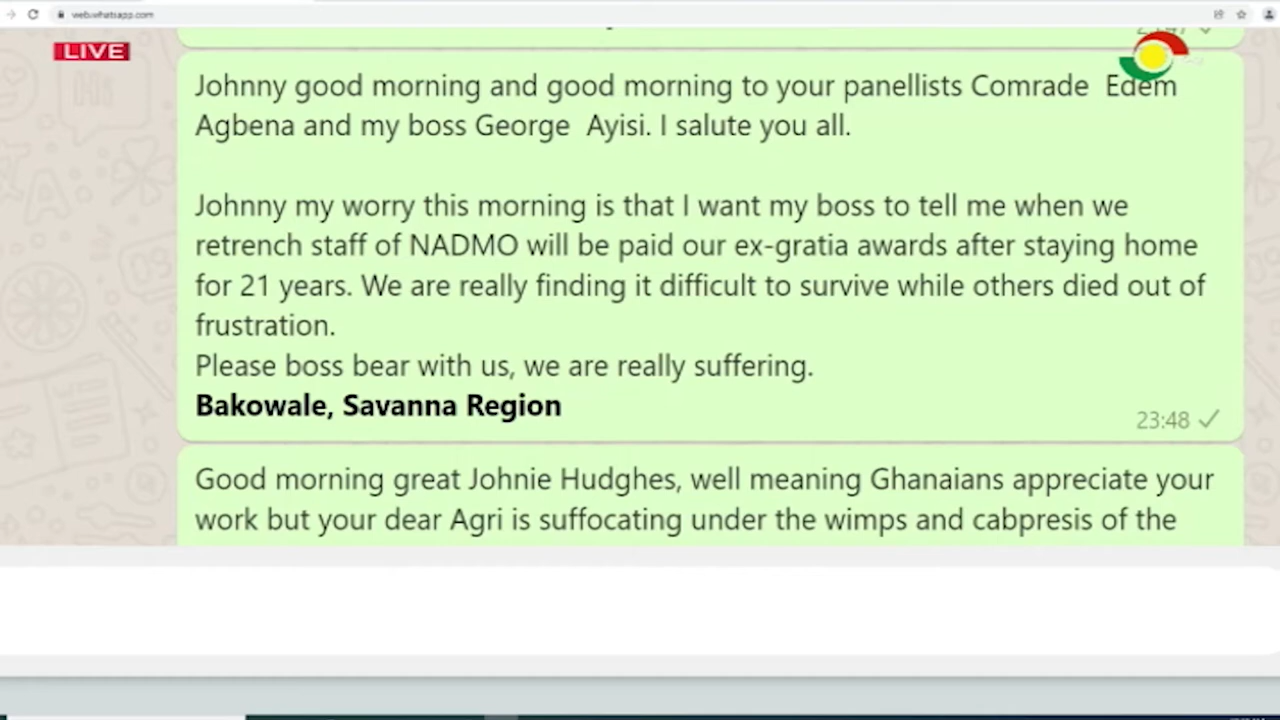 web.whatsapp.com
LIVE
Johnny good morning and good morning to your panellists Comrade Edem
Agbena and my boss George Ayisi. I salute you all.
Johnny my worry this morning is that I want my boss to tell me when we
retrench staff of NADMO will be paid our ex-gratia awards after staying home
for 21 years. We are really finding it difficult to survive while others died out of
frustration.
Please boss bear with us, we are really suffering.
Bakowale, Savanna Region
23:48
Good morning great Johnie Hudghes, well meaning Ghanaians appreciate your
work but your dear Agri is suffocating under the wimps and cabpresis of the